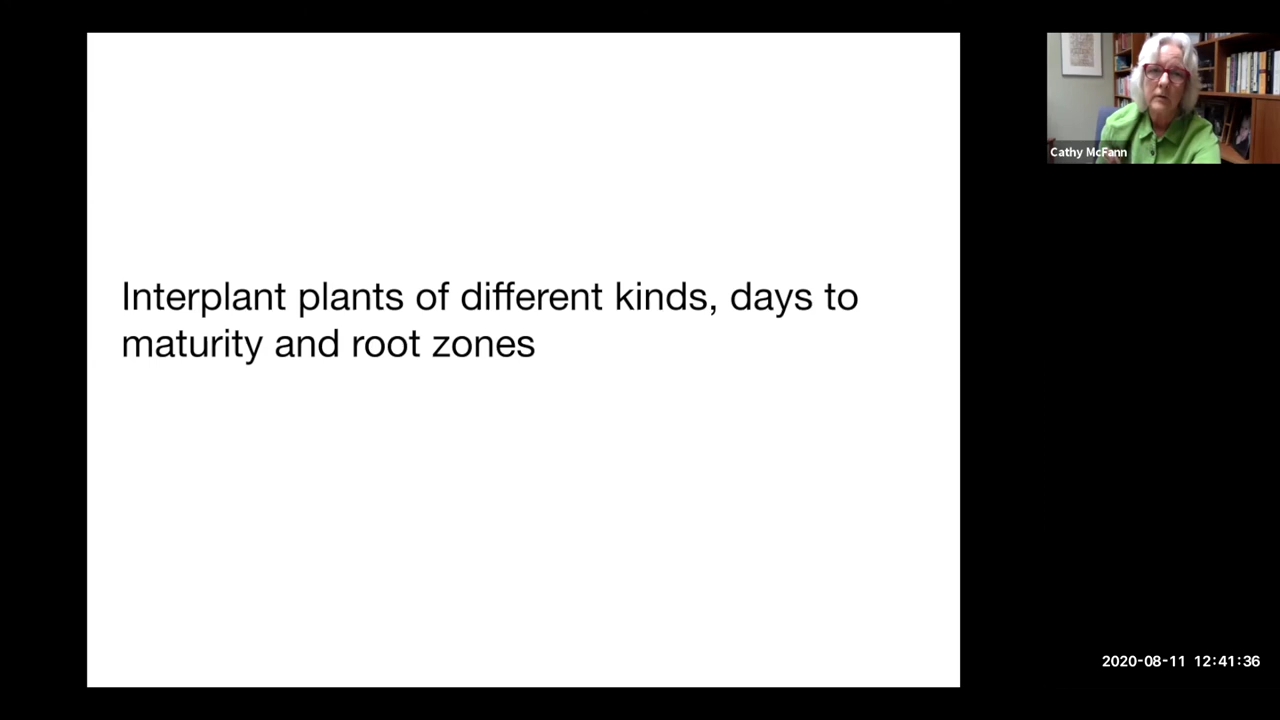 Interplant plants of different kinds, days to
maturity and root zones
Cathy McFann
2020-08-11 12:41:36